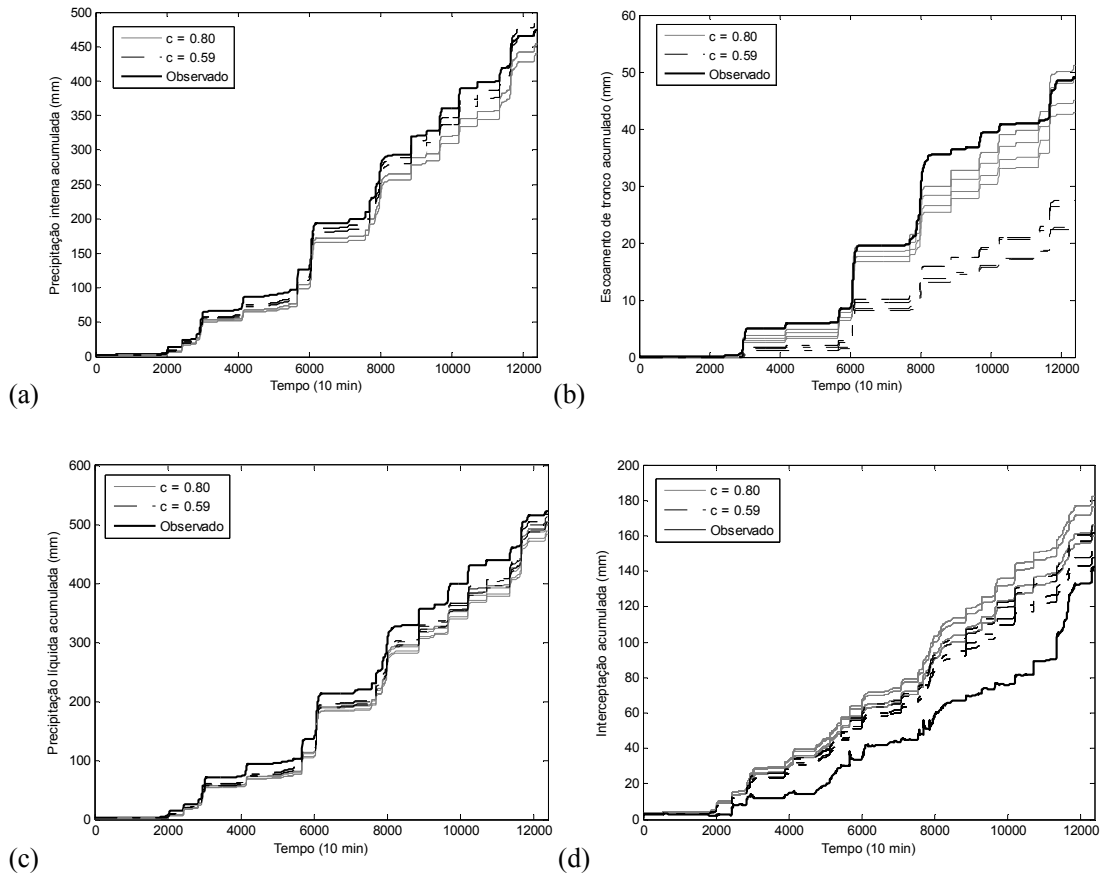 500
450
400
350
300
250
200
150
100
50
0
Precipitação interna acumulada (mm)
c = 0.80
c = 0.59
Observado
0 2000 4000 6000 8000 10000 12000
Tempo (10 min)
(a)
60
50
40
30
20
10
0
Escoamento de tronco acumulado (mm)
c = 0.80
c = 0.59
Observado
0 2000 4000 6000 8000 10000 12000
Tempo (10 min)
(b)
600
500
400
300
200
100
0
Precipitação líquida acumulada (mm)
c = 0.80
c = 0.59
Observado
0 2000 4000 6000 8000 10000 12000
Tempo (10 min)
(c)
200
180
160
140
120
100
80
60
40
20
0
Interceptação acumulada (mm)
c = 0.80
c = 0.59
Observado
0 2000 4000 6000 8000 10000 12000
Tempo (10 min)
(d)